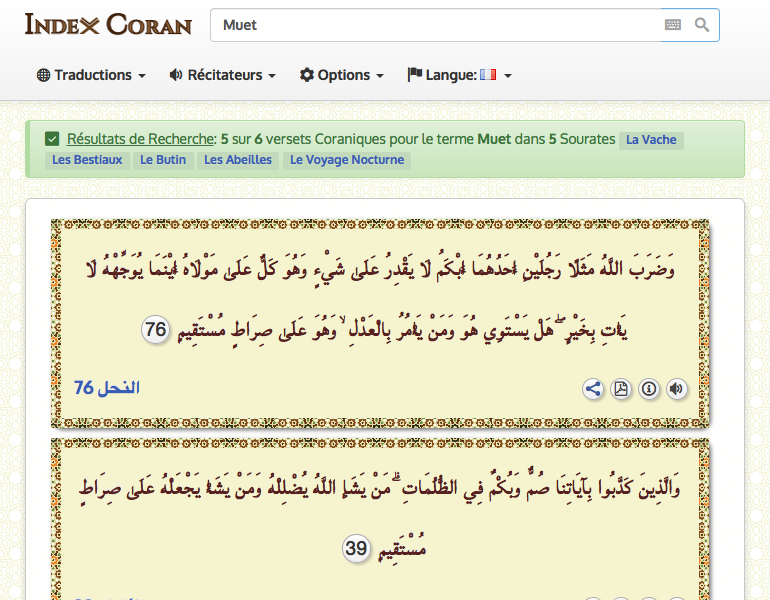 Index Coran
Muet
Traductions
Récitateurs
Options
Langue:
Résultats de Recherche: 5 sur 6 versets Coraniques pour le terme Muet dans 5 Sourates La Vache
Les Bestiaux Le Butin Les Abeilles Le Voyage Nocturne
وَضَرَبَ اللَّهُ مَثَلًا رَجُلَيْنِ أَحَدُهُمَا أَبْكَمُ لَا يَقْدِرُ عَلَىٰ شَيْءٍ وَهُوَ كَلٌّ عَلَىٰ مَوْلَاهُ أَيْنَمَا يُوَجِّهْهُ لَا
يَأْتِ بِخَيْرٍ ۖ هَلْ يَسْتَوِي هُوَ وَمَنْ يَأْمُرُ بِالْعَدْلِ ۙ وَهُوَ عَلَىٰ صِرَاطٍ مُسْتَقِيمٍ 76
النحل 76
وَالَّذِينَ كَذَّبُوا بِآيَاتِنَا صُمٌّ وَبُكْمٌ فِي الظُّلُمَاتِ ۗ مَنْ يَشَإِ اللَّهُ يُضْلِلْهُ وَمَنْ يَشَأْ يَجْعَلْهُ عَلَىٰ صِرَاطٍ
مُسْتَقِيمٍ 39